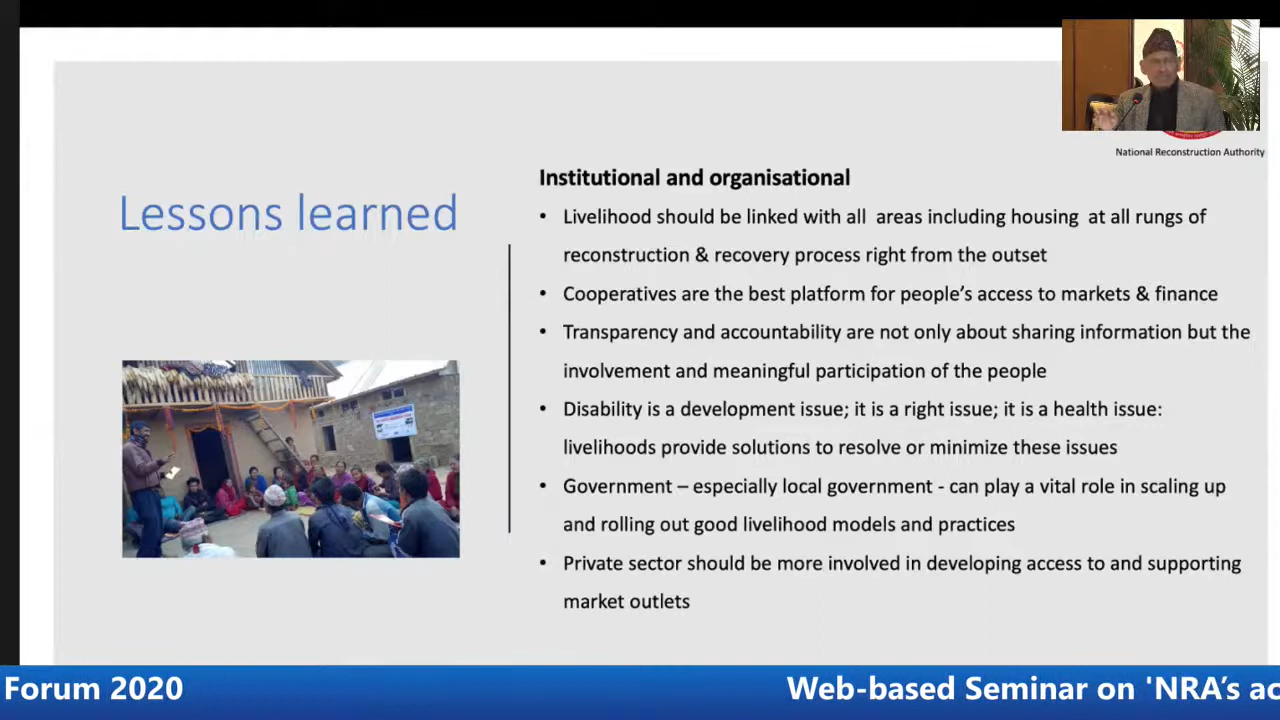 National Reconstruction Authority
Lessons learned
Institutional and organisational
• Livelihood should be linked with all areas including housing at all rungs of
reconstruction & recovery process right from the outset
• Cooperatives are the best platform for people's access to markets & finance
• Transparency and accountability are not only about sharing information but the
involvement and meaningful participation of the people
• Disability is a development issue; it is a right issue; it is a health issue:
livelihoods provide solutions to resolve or minimize these issues
• Government – especially local government - can play a vital role in scaling up
and rolling out good livelihood models and practices
• Private sector should be more involved in developing access to and supporting
market outlets
Forum 2020
Web-based Seminar on 'NRA's ac